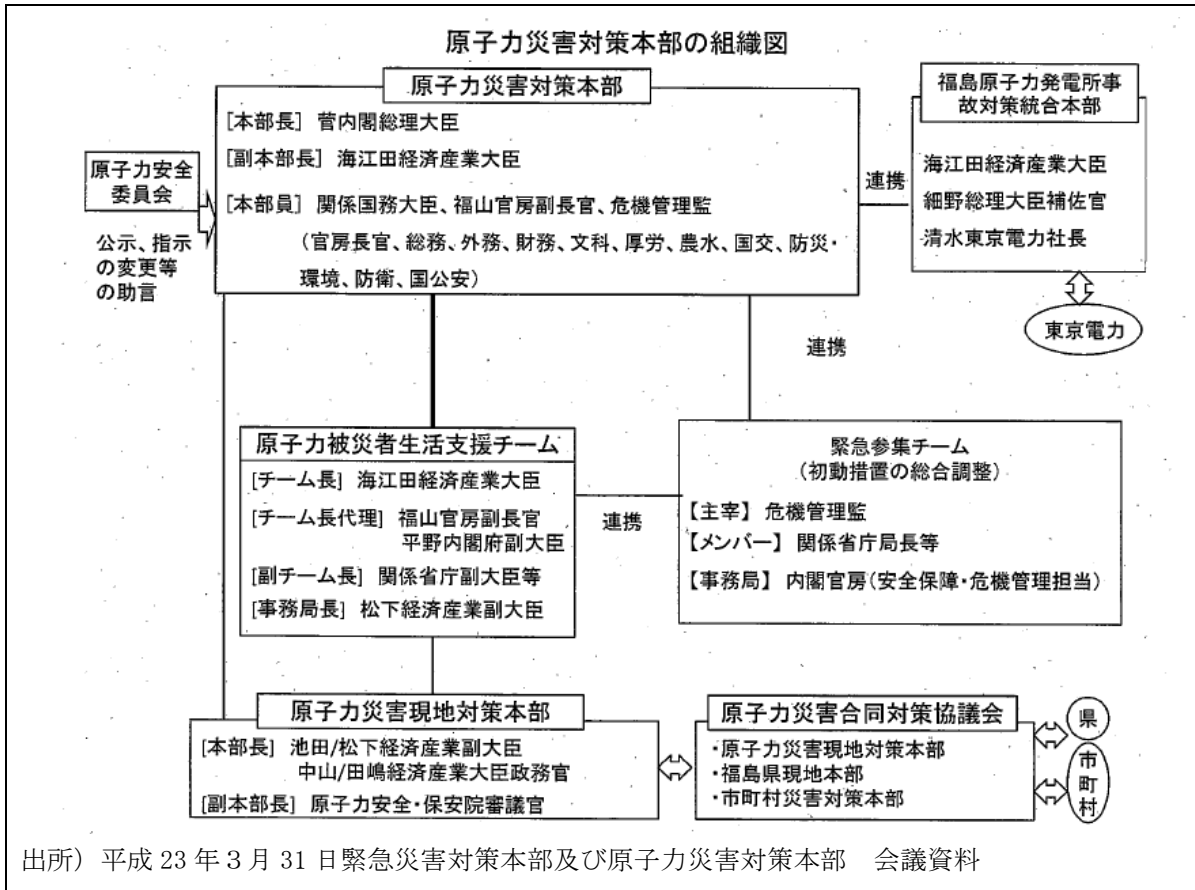 原子力災害対策本部の組織図
原子力災害対策本部
[本部長] 菅内閣総理大臣
[副本部長] 海江田経済産業大臣
[本部員] 関係国務大臣、福山官房副長官、危機管理監
(官房長官、総務、外務、財務、文科、厚労、農水、国交、防災・
環境、防衛、国公安)
原子力安全
委員会
公示、指示
の変更等
の助言
連携
福島原子力発電所事
故対策統合本部
海江田経済産業大臣
細野総理大臣補佐官
清水東京電力社長
東京電力
連携
原子力被災者生活支援チーム
[チーム長] 海江田経済産業大臣
[チーム長代理] 福山官房副長官
平野内閣府副大臣
[副チーム長] 関係省庁副大臣等
[事務局長] 松下経済産業副大臣
連携
緊急参集チーム
(初動措置の総合調整)
【主宰】 危機管理監
【メンバー】 関係省庁局長等
【事務局】 内閣官房(安全保障・危機管理担当)
原子力災害現地対策本部
[本部長] 池田/松下経済産業副大臣
中山/田嶋経済産業大臣政務官
[副本部長] 原子力安全・保安院審議官
原子力災害合同対策協議会
・原子力災害現地対策本部
・福島県現地本部
・市町村災害対策本部
県
市町村
出所）平成 23 年３月 31 日緊急災害対策本部及び原子力災害対策本部　会議資料